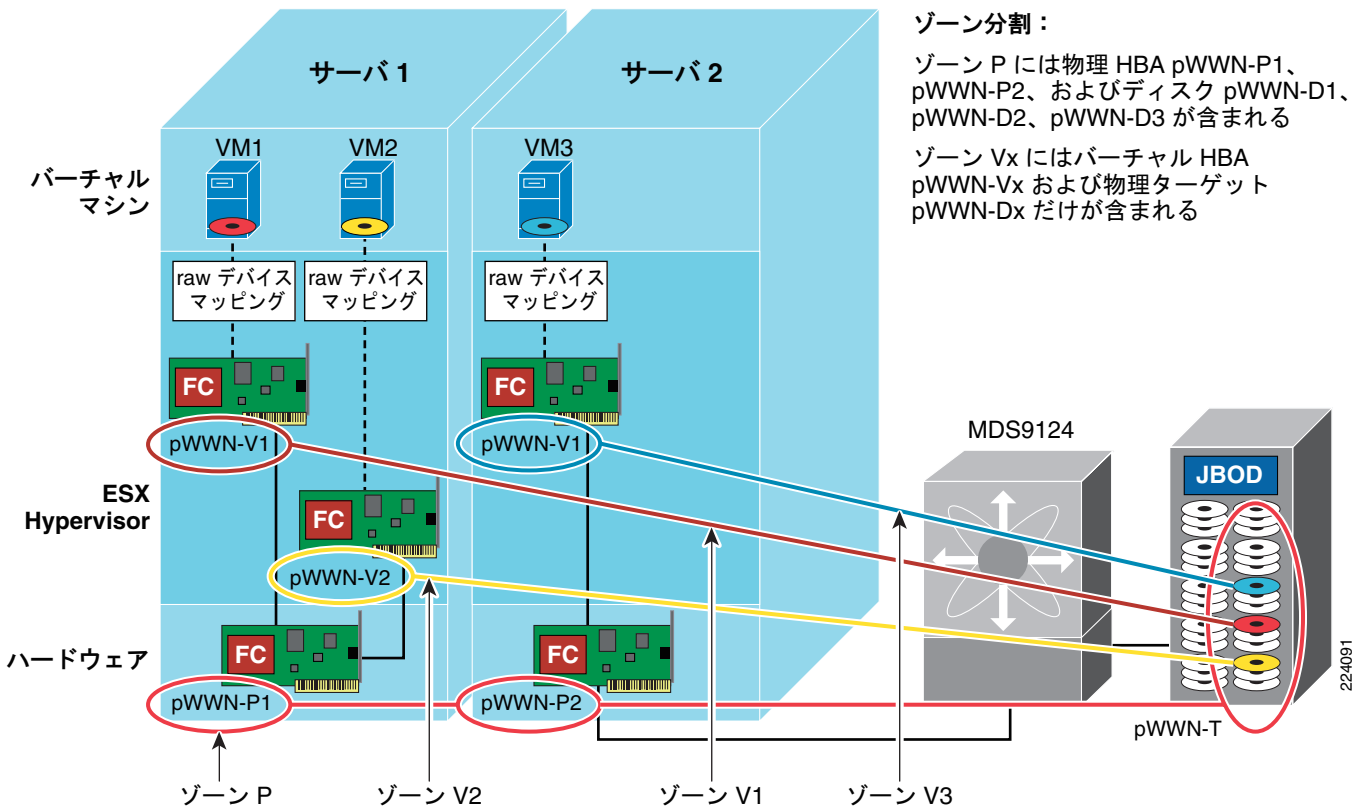 ゾーン分割：
ゾーン P には物理 HBA pWWN-P1、
pWWN-P2、およびディスク pWWN-D1、
pWWN-D2、pWWN-D3 が含まれる
ゾーン Vx にはバーチャル HBA
pWWN-Vx および物理ターゲット
pWWN-Dx だけが含まれる
サーバ 1
サーバ 2
バーチャル
マシン
VM1
VM2
VM3
raw デバイス
マッピング
raw デバイス
マッピング
raw デバイス
マッピング
FC
FC
pWWN-V1
pWWN-V1
MDS9124
JBOD
ESX
Hypervisor
FC
pWWN-V2
ハードウェア
FC
FC
pWWN-P1
pWWN-P2
pWWN-T
224091
ゾーン P
ゾーン V2
ゾーン V1
ゾーン V3